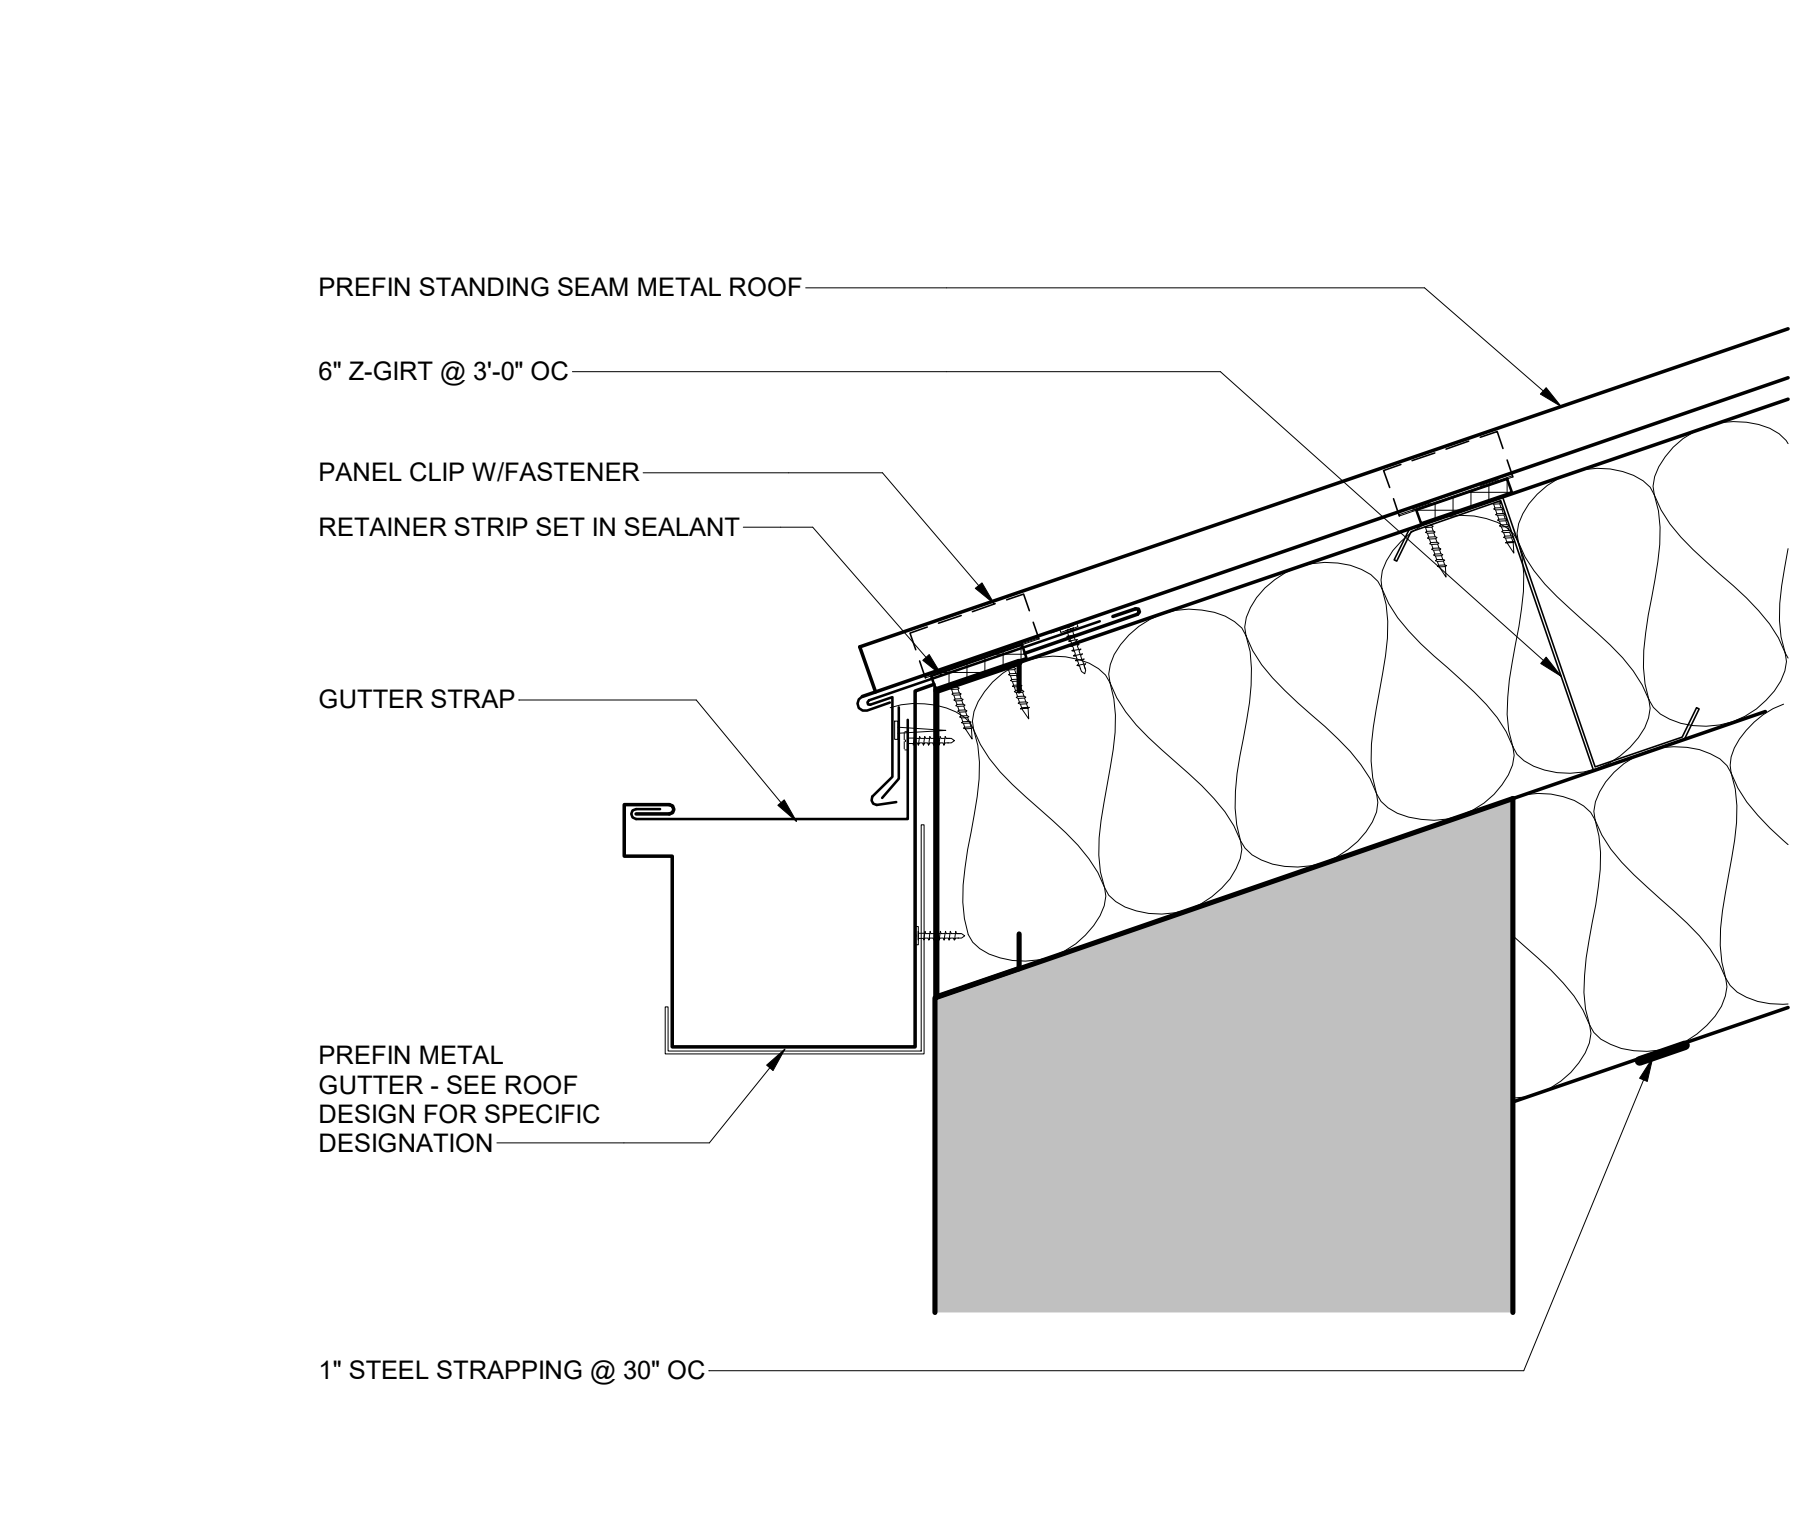 PREFIN STANDING SEAM METAL ROOF
6" Z-GIRT @ 3'-0" OC
PANEL CLIP W/FASTENER
RETAINER STRIP SET IN SEALANT
GUTTER STRAP
PREFIN METAL
GUTTER - SEE ROOF
DESIGN FOR SPECIFIC
DESIGNATION
1" STEEL STRAPPING @ 30" OC